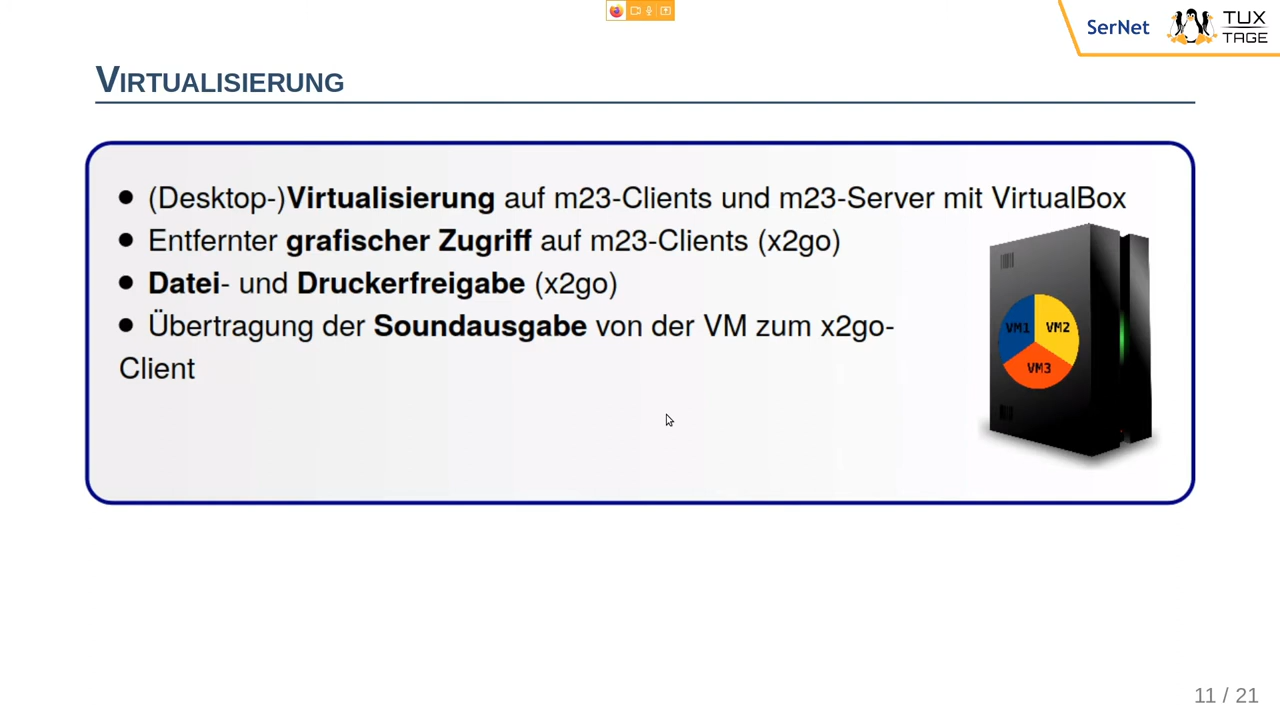 SerNet
TUX
TAGE
VIRTUALISIERUNG
● (Desktop-)Virtualisierung auf m23-Clients und m23-Server mit VirtualBox
● Entfernter grafischer Zugriff auf m23-Clients (x2go)
● Datei- und Druckerfreigabe (x2go)
● Übertragung der Soundausgabe von der VM zum x2go-
Client
VM1 VM2
VM3
11 / 21